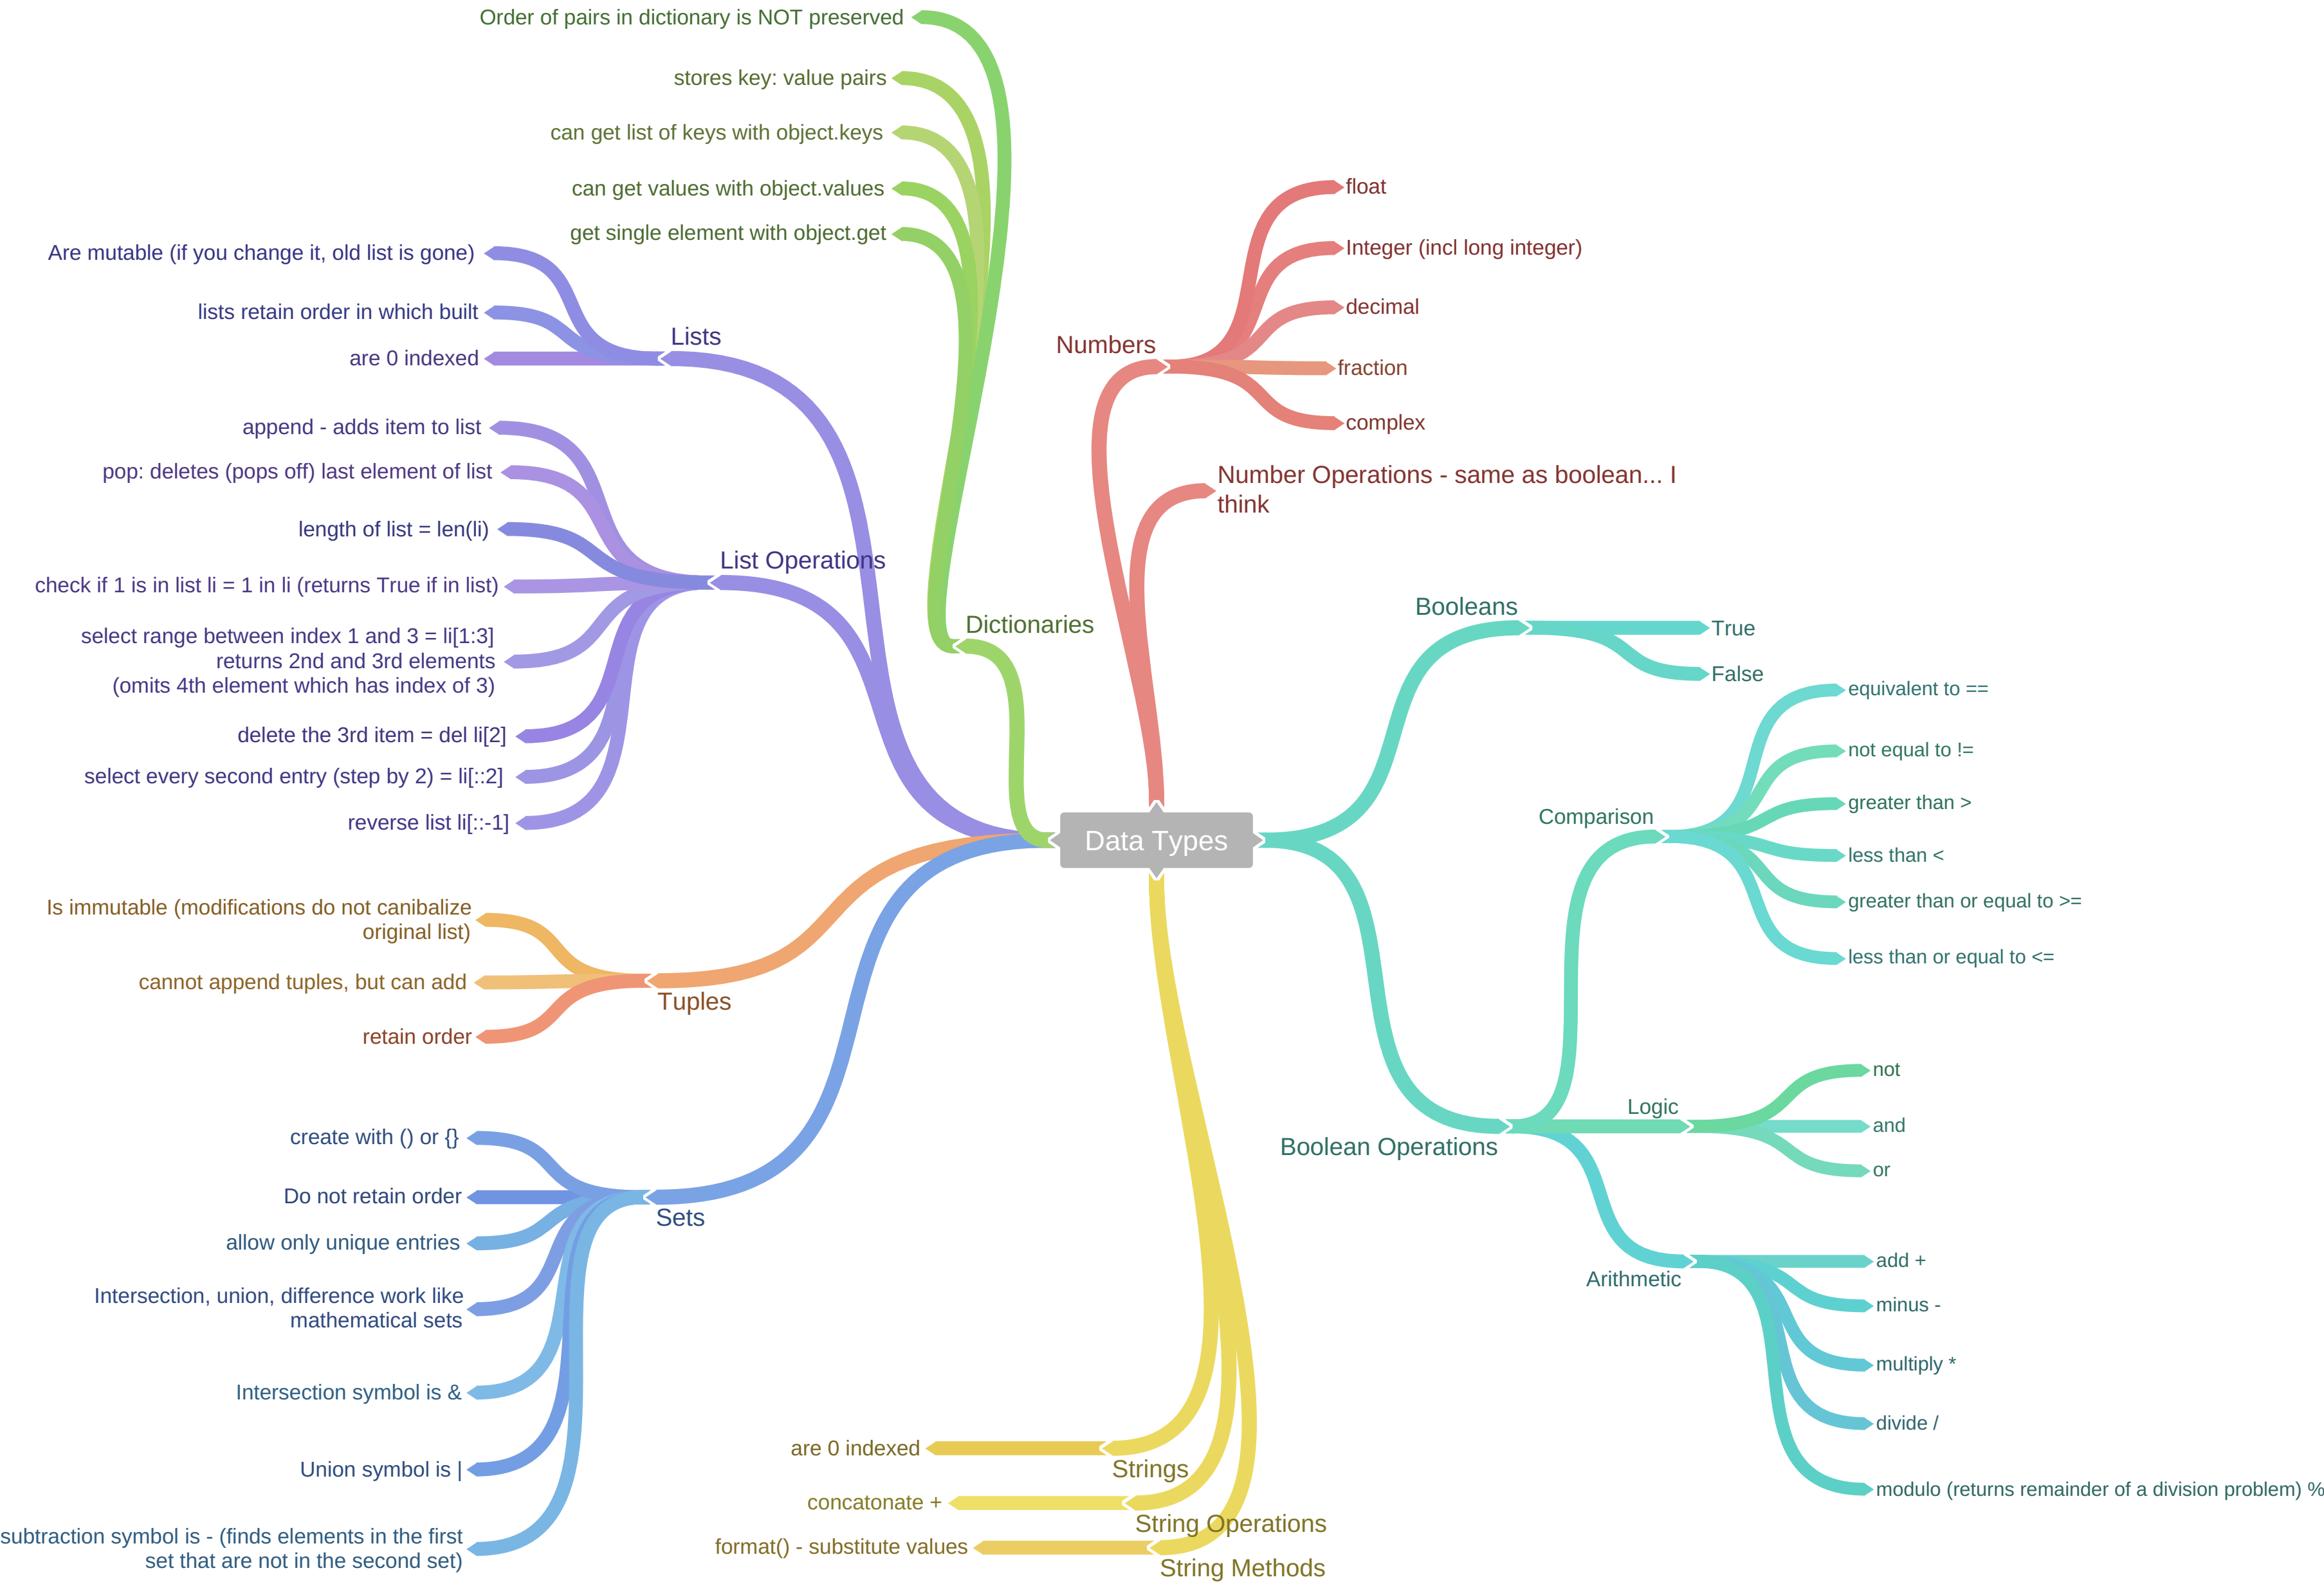 Data Types
Order of pairs in dictionary is NOT preserved
stores key: value pairs
can get list of keys with object.keys
can get values with object.values
get single element with object.get
Dictionaries
Are mutable (if you change it, old list is gone)
lists retain order in which built
are 0 indexed
Lists
append - adds item to list
pop: deletes (pops off) last element of list
length of list = len(li)
check if 1 is in list li = 1 in li (returns True if in list)
select range between index 1 and 3 = li[1:3]
returns 2nd and 3rd elements
(omits 4th element which has index of 3)
delete the 3rd item = del li[2]
select every second entry (step by 2) = li[::2]
reverse list li[::-1]
List Operations
Is immutable (modifications do not canibalize
original list)
cannot append tuples, but can add
retain order
Tuples
create with () or {}
Do not retain order
allow only unique entries
Intersection, union, difference work like
mathematical sets
Intersection symbol is &
Union symbol is |
subtraction symbol is - (finds elements in the first
set that are not in the second set)
Sets
Numbers
float
Integer (incl long integer)
decimal
fraction
complex
Number Operations - same as boolean... I
think
Booleans
True
False
Boolean Operations
Comparison
equivalent to ==
not equal to !=
greater than >
less than <
greater than or equal to >=
less than or equal to <=
Logic
not
and
or
Arithmetic
add +
minus -
multiply *
divide /
modulo (returns remainder of a division problem) %
are 0 indexed
Strings
concatonate +
String Operations
format() - substitute values
String Methods